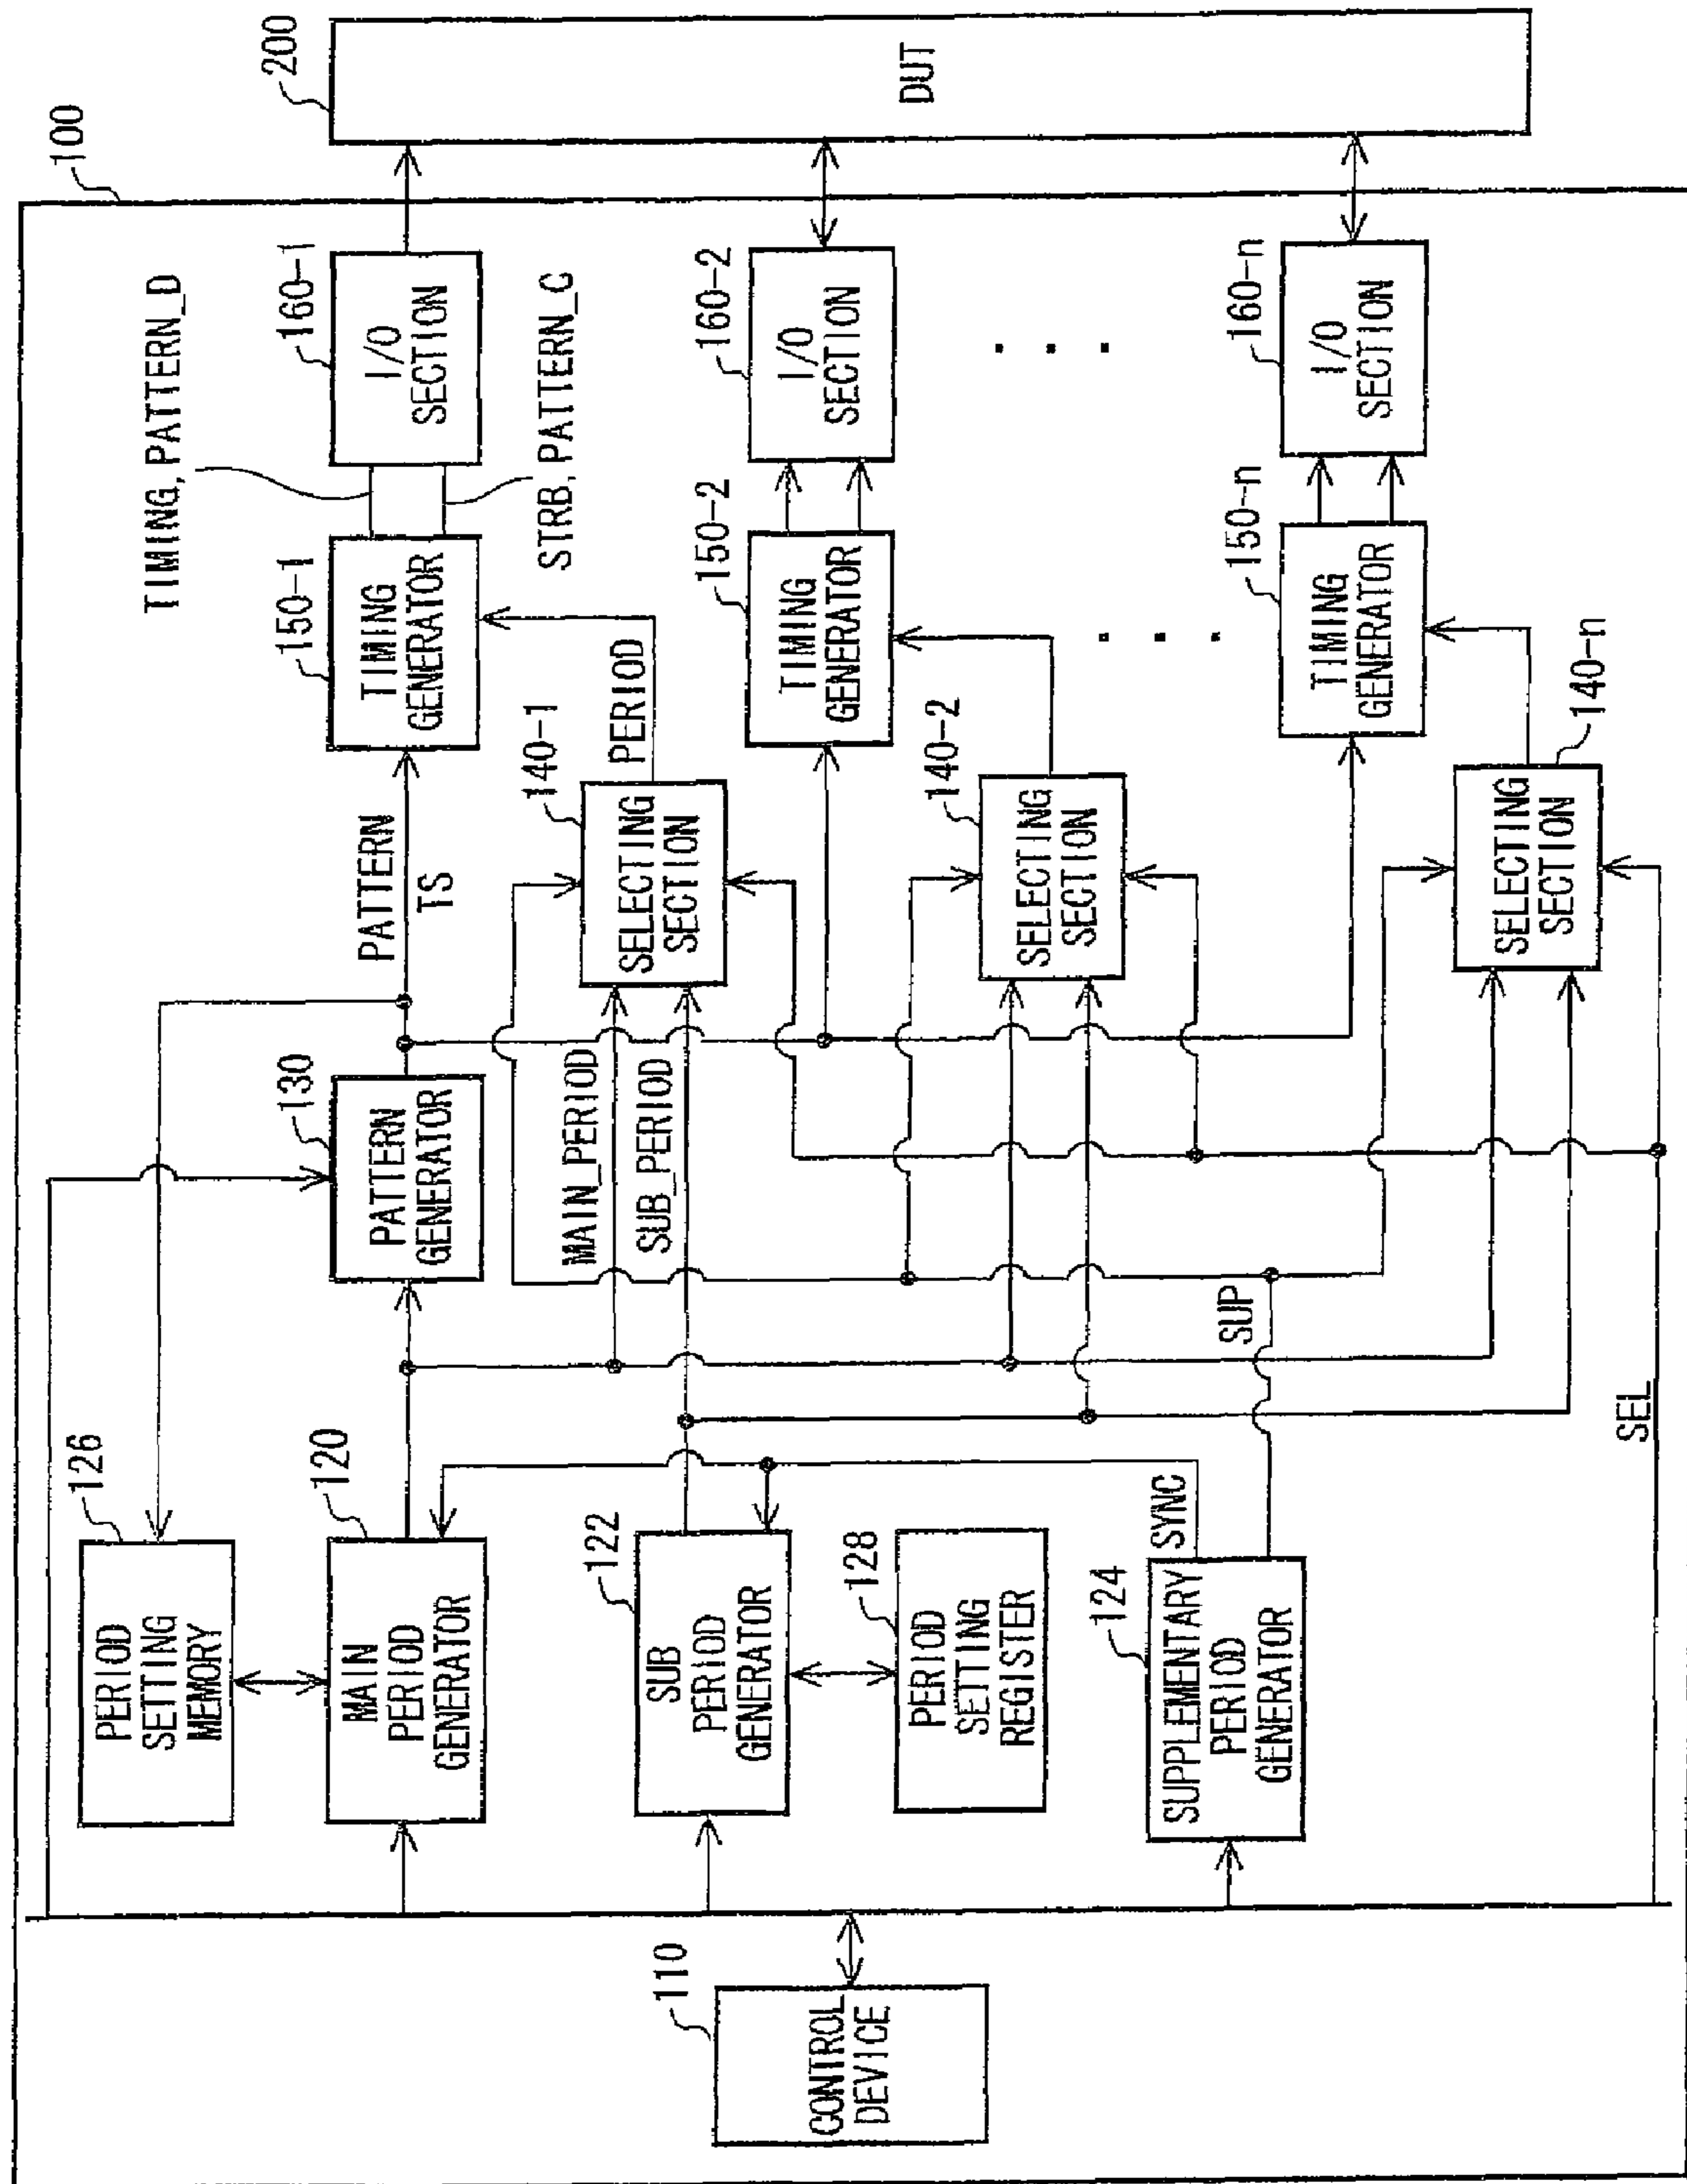 100
200
DUT
TIMING, PATTERN_D
STRB, PATTERN_C
160-1
I/O
SECTION
160-2
I/O
SECTION
160-n
I/O
SECTION
150-1
TIMING
GENERATOR
150-2
TIMING
GENERATOR
150-n
TIMING
GENERATOR
PATTERN
TS
PERIOD
140-1
SELECTING
SECTION
140-2
SELECTING
SECTION
140-n
SELECTING
SECTION
130
PATTERN
GENERATOR
MAIN_PERIOD
SUB_PERIOD
SUP
SEL
SYNC
126
PERIOD
SETTING
MEMORY
120
MAIN
PERIOD
GENERATOR
122
SUB
PERIOD
GENERATOR
128
PERIOD
SETTING
REGISTER
124
SUPPLEMENTARY
PERIOD
GENERATOR
110
CONTROL
DEVICE